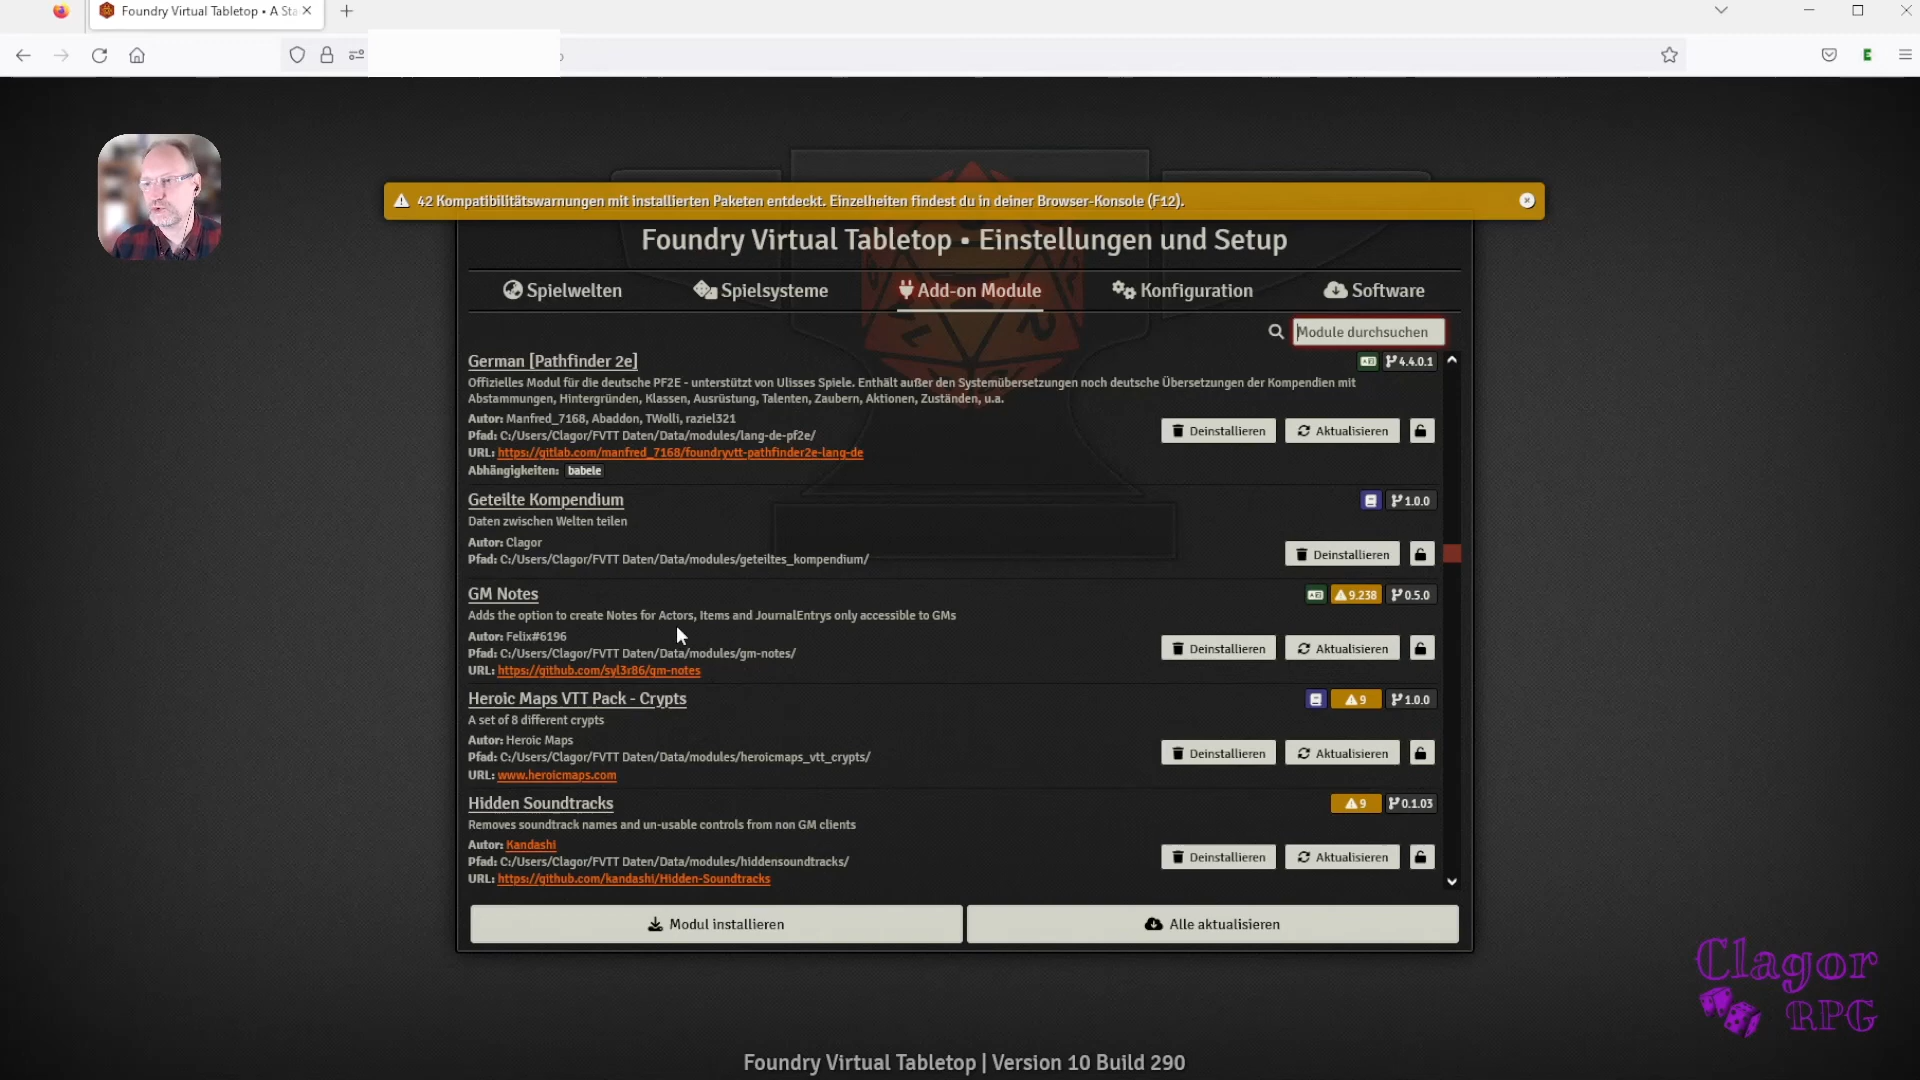 Foundry Virtual Tabletop • A Sta
42 Kompatibilitätswarnungen mit installierten Paketen entdeckt. Einzelheiten findest du in deiner Browser-Konsole (F12).
Foundry Virtual Tabletop • Einstellungen und Setup
Spielwelten
Spielsysteme
Add-on Module
Konfiguration
Software
Module durchsuchen
German [Pathfinder 2e]
4.4.0.1
Offizielles Modul für die deutsche PF2E - unterstützt von Ulisses Spiele. Enthält außer den Systemübersetzungen noch deutsche Übersetzungen der Kompendien mit
Abstammungen, Hintergründen, Klassen, Ausrüstung, Talenten, Zaubern, Aktionen, Zuständen, u.a.
Autor: Manfred_7168, Abaddon, TWolli, raziel321
Pfad: C:/Users/Clagor/FVTT Daten/Data/modules/lang-de-pf2e/
URL: https://gitlab.com/manfred_7168/foundryvtt-pathfinder2e-lang-de
Abhängigkeiten: babele
Deinstallieren
Aktualisieren
Geteilte Kompendium
1.0.0
Daten zwischen Welten teilen
Autor: Clagor
Pfad: C:/Users/Clagor/FVTT Daten/Data/modules/geteiltes_kompendium/
Deinstallieren
GM Notes
9.238
0.5.0
Adds the option to create Notes for Actors, Items and JournalEntrys only accessible to GMs
Autor: Felix#6196
Pfad: C:/Users/Clagor/FVTT Daten/Data/modules/gm-notes/
URL: https://github.com/syl3r86/gm-notes
Deinstallieren
Aktualisieren
Heroic Maps VTT Pack - Crypts
9
1.0.0
A set of 8 different crypts
Autor: Heroic Maps
Pfad: C:/Users/Clagor/FVTT Daten/Data/modules/heroicmaps_vtt_crypts/
URL: www.heroicmaps.com
Deinstallieren
Aktualisieren
Hidden Soundtracks
9
0.1.03
Removes soundtrack names and un-usable controls from non GM clients
Autor: Kandashi
Pfad: C:/Users/Clagor/FVTT Daten/Data/modules/hiddensoundtracks/
URL: https://github.com/kandashi/Hidden-Soundtracks
Deinstallieren
Aktualisieren
Modul installieren
Alle aktualisieren
Clagor
RPG
Foundry Virtual Tabletop | Version 10 Build 290